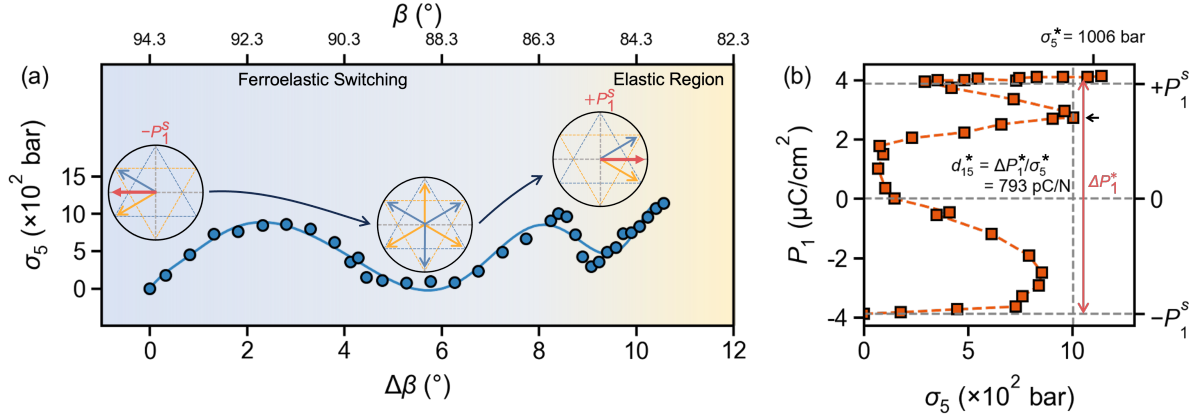 β (°)
94.3 92.3 90.3 88.3 86.3 84.3 82.3
(a)
Ferroelastic Switching
Elastic Region
−P₁ˢ
+P₁ˢ
σ₅ (×10² bar)
15
10
5
0
0 2 4 6 8 10 12
Δβ (°)
σ₅* = 1006 bar
(b)
+P₁ˢ
d₁₅* = ΔP₁*/σ₅*
= 793 pC/N
ΔP₁*
0
−P₁ˢ
P₁ (μC/cm²)
4
2
0
-2
-4
0 5 10
σ₅ (×10² bar)